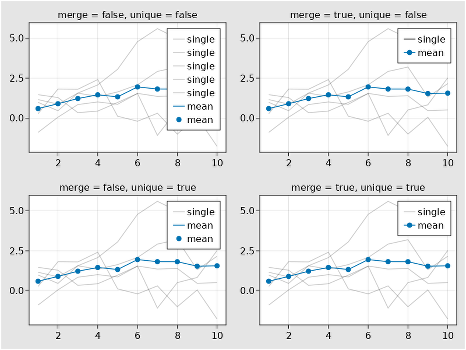 merge = false, unique = false
5.0
2.5
0.0
2 4 6 8 10
single
single
single
single
single
mean
mean
merge = true, unique = false
5.0
2.5
0.0
2 4 6 8 10
single
mean
merge = false, unique = true
5.0
2.5
0.0
2 4 6 8 10
single
mean
merge = true, unique = true
5.0
2.5
0.0
2 4 6 8 10
single
mean